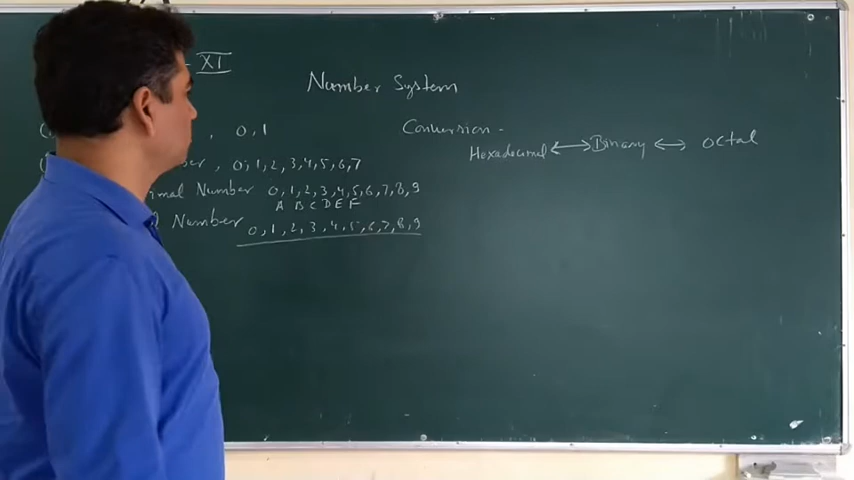 - XI
Number System
, 0,1
, 0,1,2,3,4,5,6,7
Number 0,1,2,3,4,5,6,7,8,9
A B C D E F
Number 0,1,2,3,4,5,6,7,8,9
Conversion -
Hexadecimal ⟷ Binary ⟷ Octal